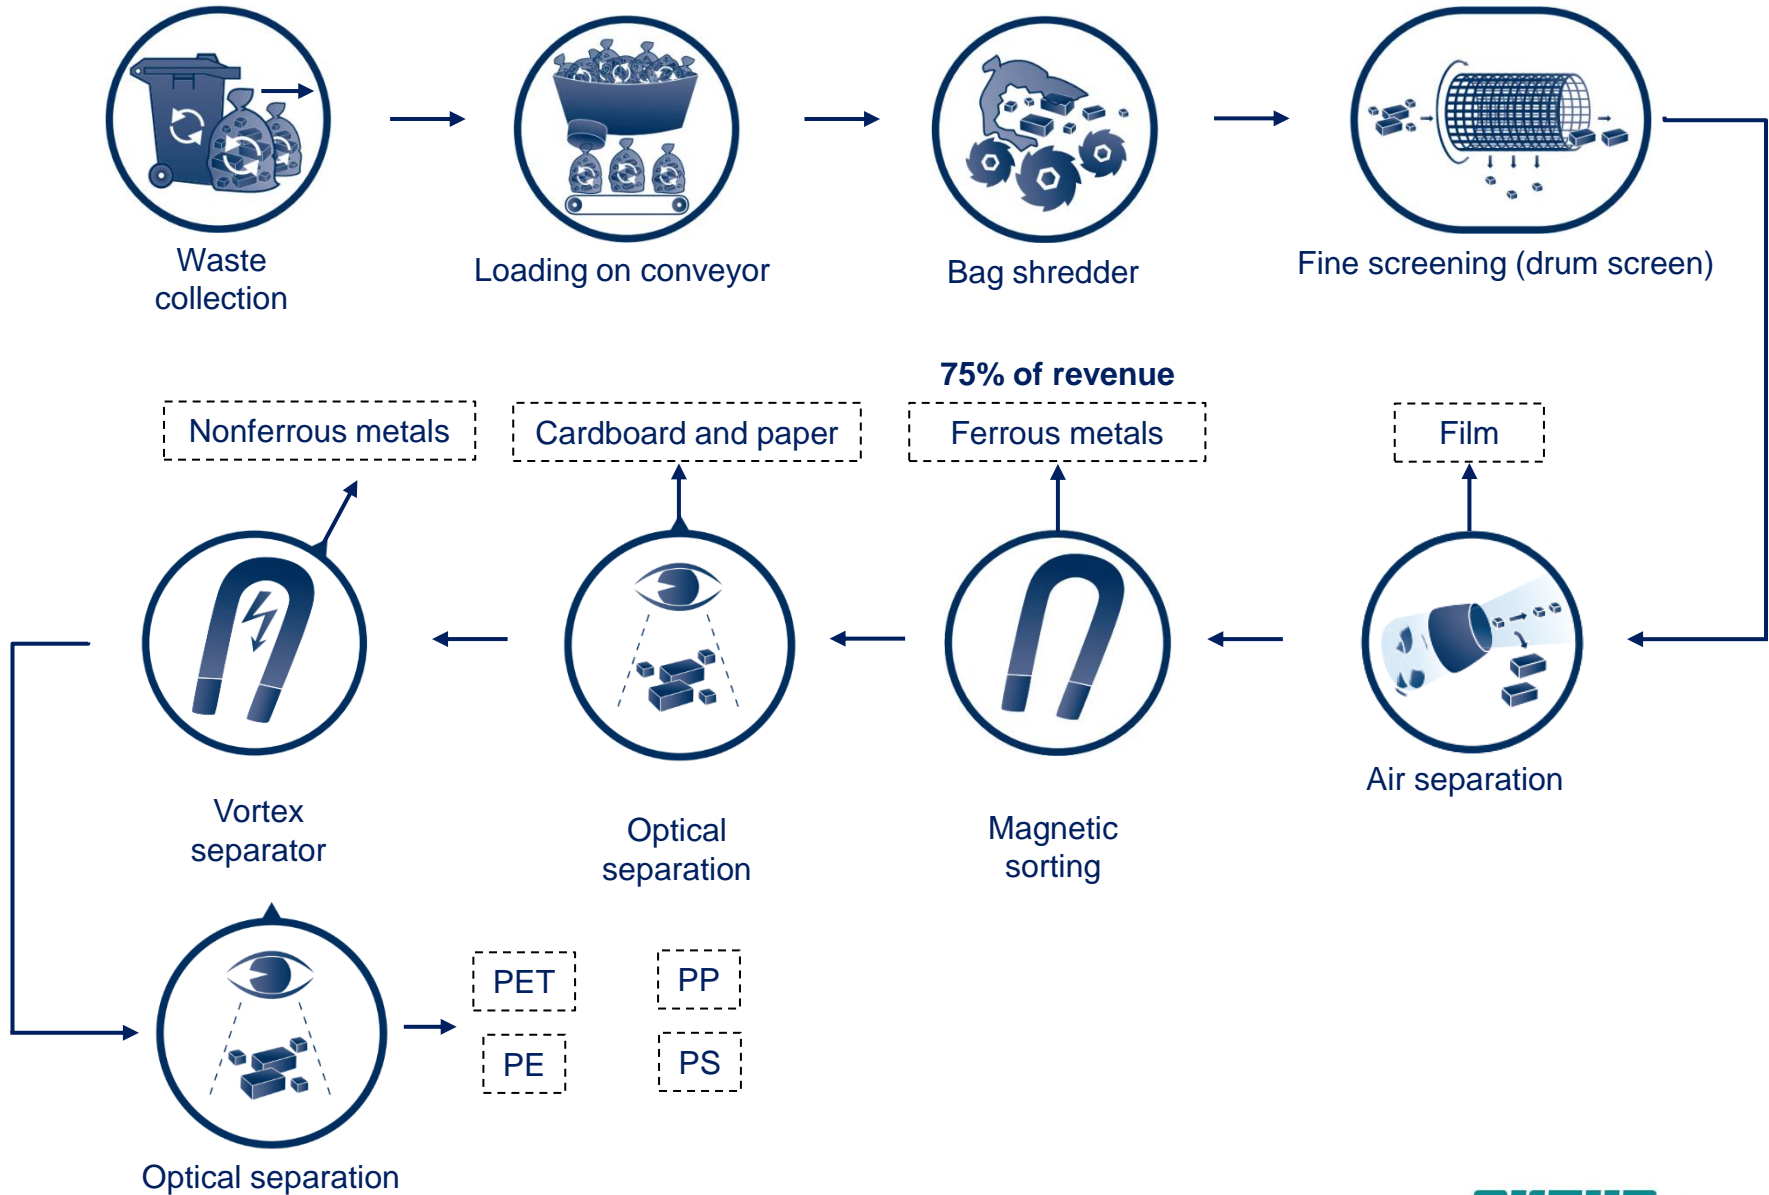 Waste
collection
Loading on conveyor
Bag shredder
Fine screening (drum screen)
75% of revenue
Nonferrous metals
Cardboard and paper
Ferrous metals
Film
Vortex
separator
Optical
separation
Magnetic
sorting
Air separation
PET
PP
PE
PS
Optical separation